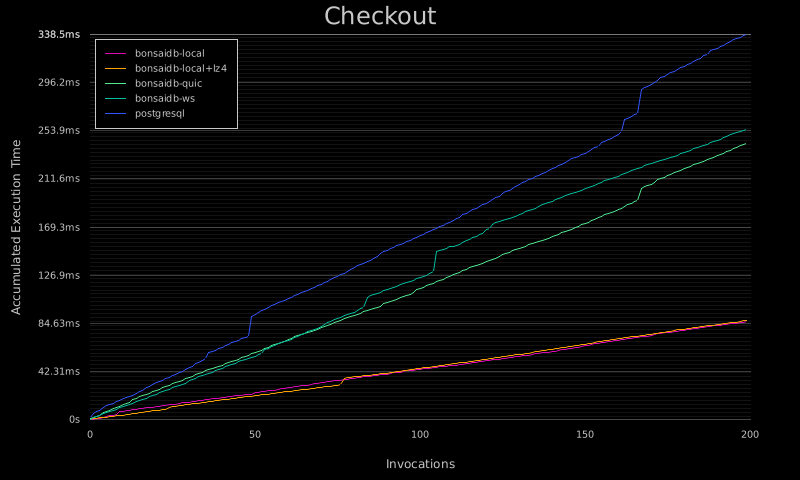 Checkout
338.5ms
296.2ms
253.9ms
211.6ms
169.3ms
126.9ms
84.63ms
42.31ms
0s
Accumulated Execution Time
bonsaidb-local
bonsaidb-local+lz4
bonsaidb-quic
bonsaidb-ws
postgresql
0 50 100 150 200
Invocations